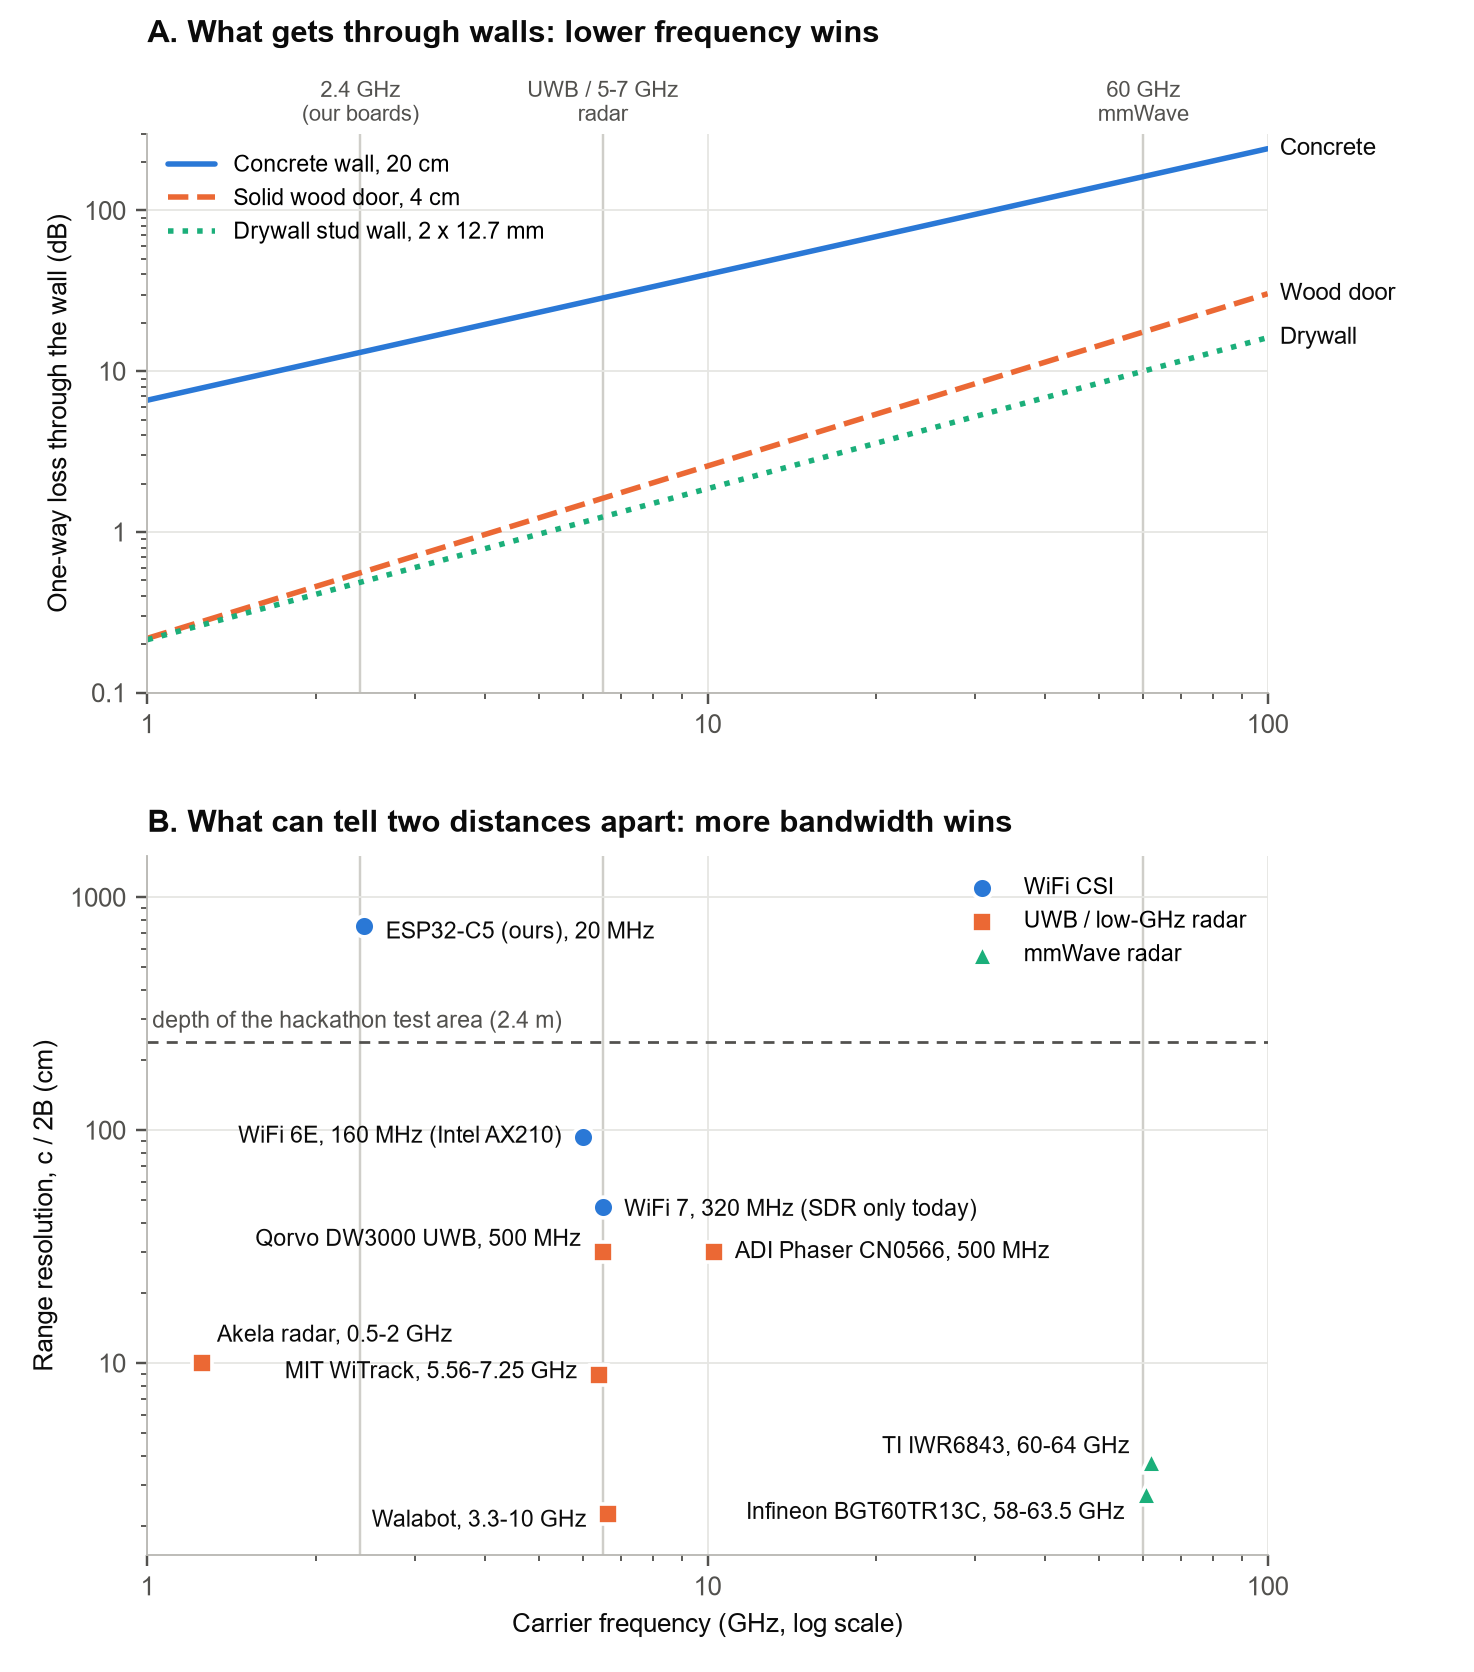 A. What gets through walls: lower frequency wins
2.4 GHz
(our boards)
UWB / 5-7 GHz
radar
60 GHz
mmWave
Concrete wall, 20 cm
Solid wood door, 4 cm
Drywall stud wall, 2 x 12.7 mm
Concrete
Wood door
Drywall
One-way loss through the wall (dB)
100
10
1
0.1
1
10
100
B. What can tell two distances apart: more bandwidth wins
WiFi CSI
UWB / low-GHz radar
mmWave radar
ESP32-C5 (ours), 20 MHz
depth of the hackathon test area (2.4 m)
WiFi 6E, 160 MHz (Intel AX210)
WiFi 7, 320 MHz (SDR only today)
Qorvo DW3000 UWB, 500 MHz
ADI Phaser CN0566, 500 MHz
Akela radar, 0.5-2 GHz
MIT WiTrack, 5.56-7.25 GHz
TI IWR6843, 60-64 GHz
Infineon BGT60TR13C, 58-63.5 GHz
Walabot, 3.3-10 GHz
Range resolution, c / 2B (cm)
1000
100
10
1
10
100
Carrier frequency (GHz, log scale)